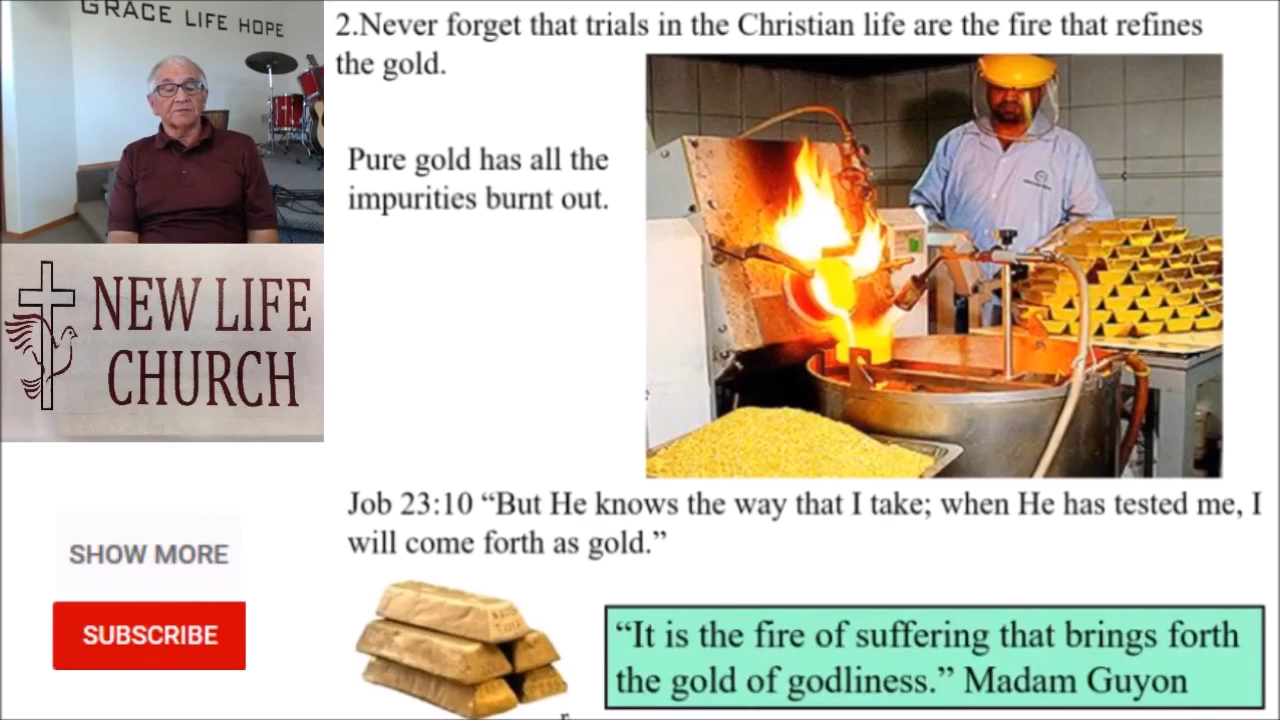 GRACE LIFE HOPE
2.Never forget that trials in the Christian life are the fire that refines
the gold.
Pure gold has all the
impurities burnt out.
NEW LIFE
CHURCH
Job 23:10 “But He knows the way that I take; when He has tested me, I
will come forth as gold.”
SHOW MORE
SUBSCRIBE
“It is the fire of suffering that brings forth
the gold of godliness.” Madam Guyon